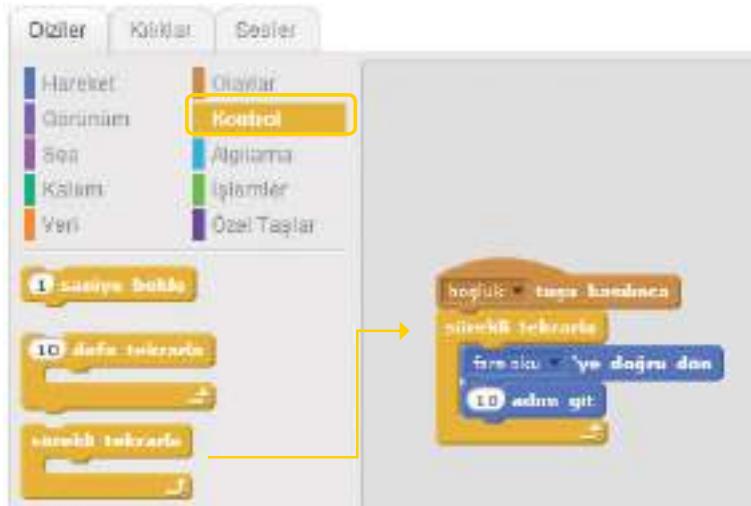 Diziler Kılıklar Sesler
Hareket Olaylar
Görünüm Kontrol
Ses Algılama
Kalem İşlemler
Veri Özel Taşlar
1 saniye bekle
10 defa tekrarla
sürekli tekrarla
boşluk tuşu basılınca
sürekli tekrarla
fare oku 'ye doğru dön
10 adım git